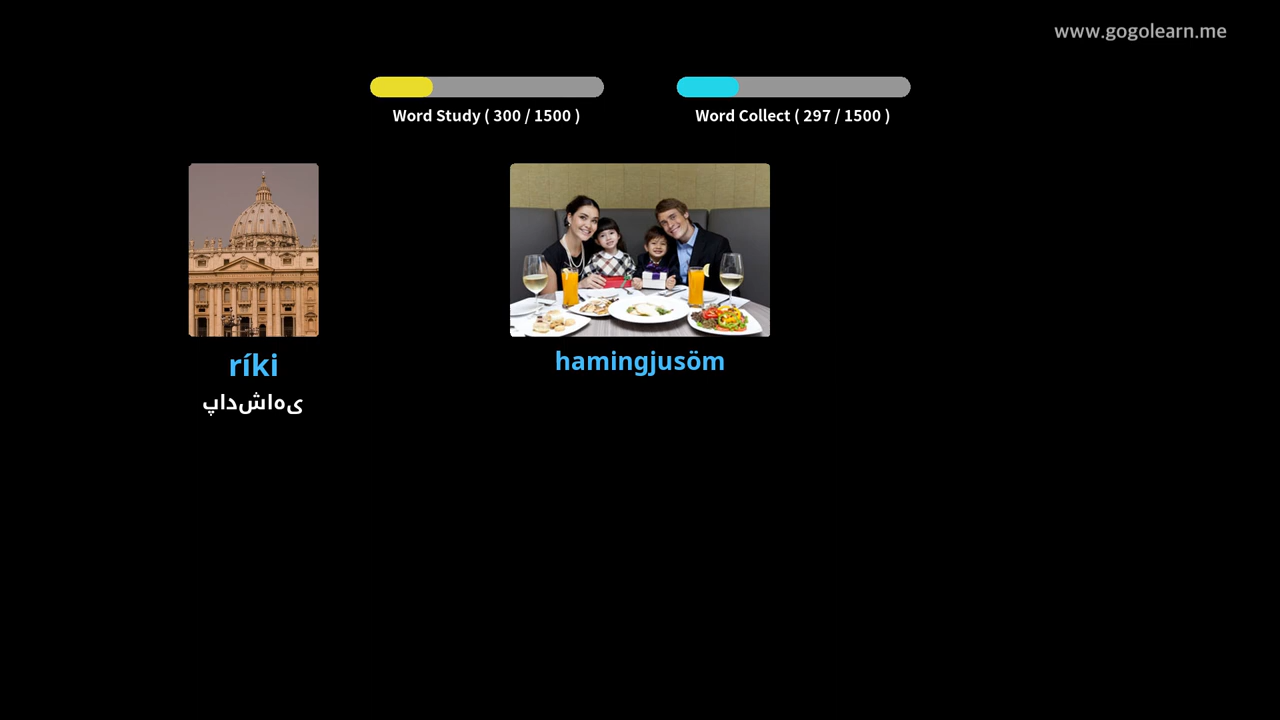 www.gogolearn.me
Word Study ( 300 / 1500 )
Word Collect ( 297 / 1500 )
ríki
پادشاهی
hamingjusöm